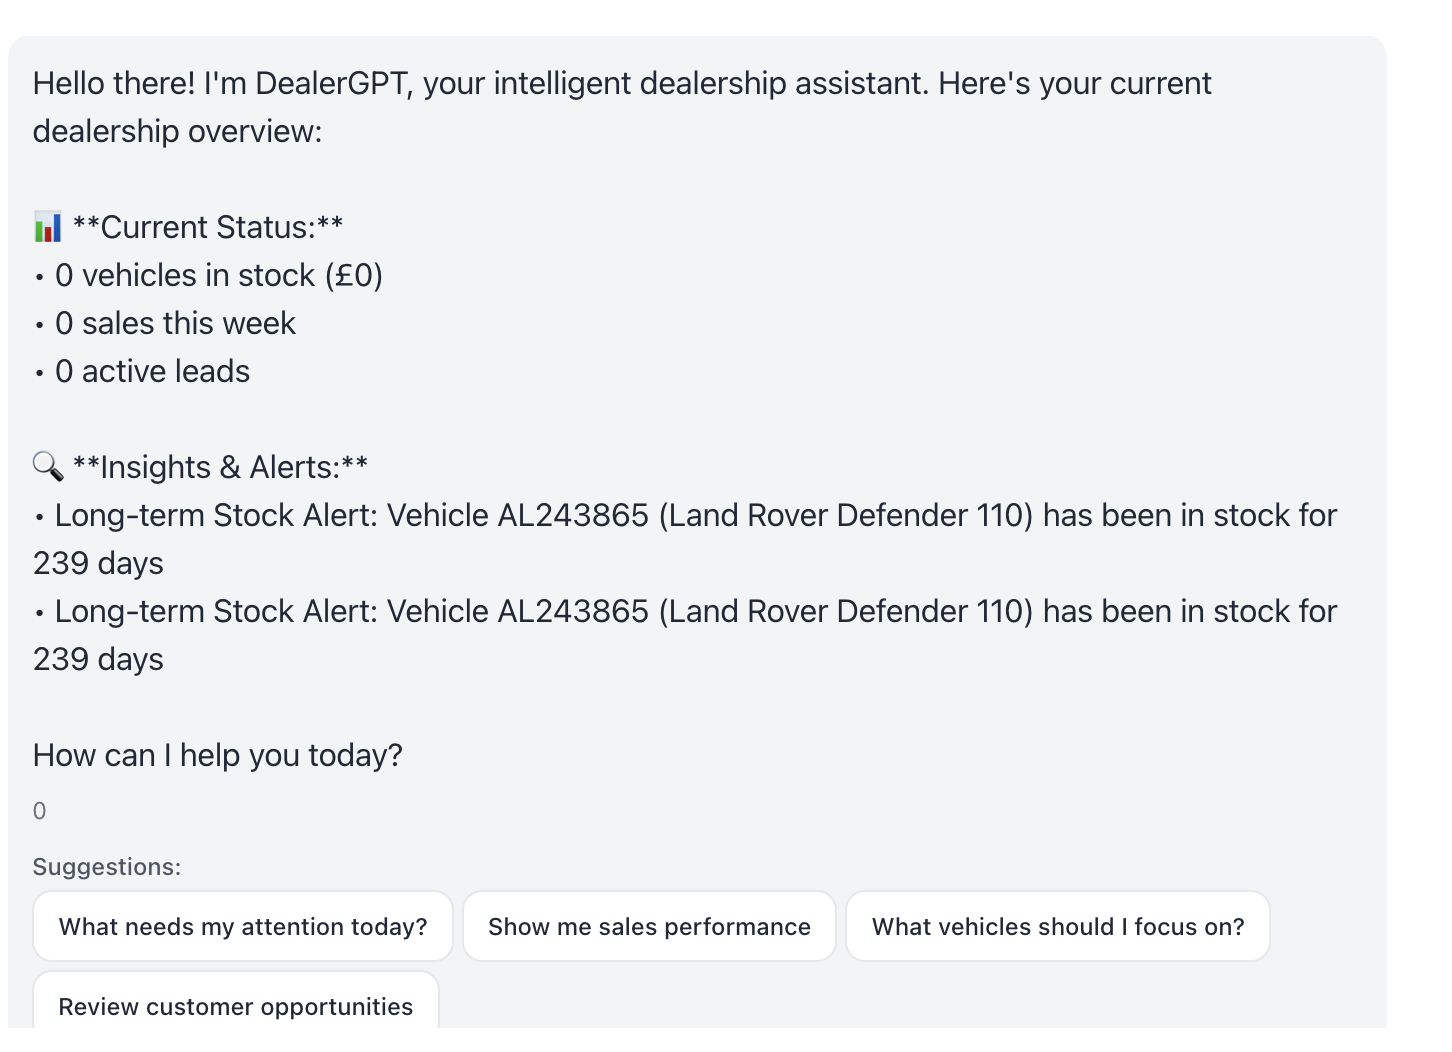 Hello there! I'm DealerGPT, your intelligent dealership assistant. Here's your current
dealership overview:
📊 **Current Status:**
• 0 vehicles in stock (£0)
• 0 sales this week
• 0 active leads
🔍 **Insights & Alerts:**
• Long-term Stock Alert: Vehicle AL243865 (Land Rover Defender 110) has been in stock for
239 days
• Long-term Stock Alert: Vehicle AL243865 (Land Rover Defender 110) has been in stock for
239 days
How can I help you today?
0
Suggestions:
What needs my attention today? Show me sales performance What vehicles should I focus on?
Review customer opportunities